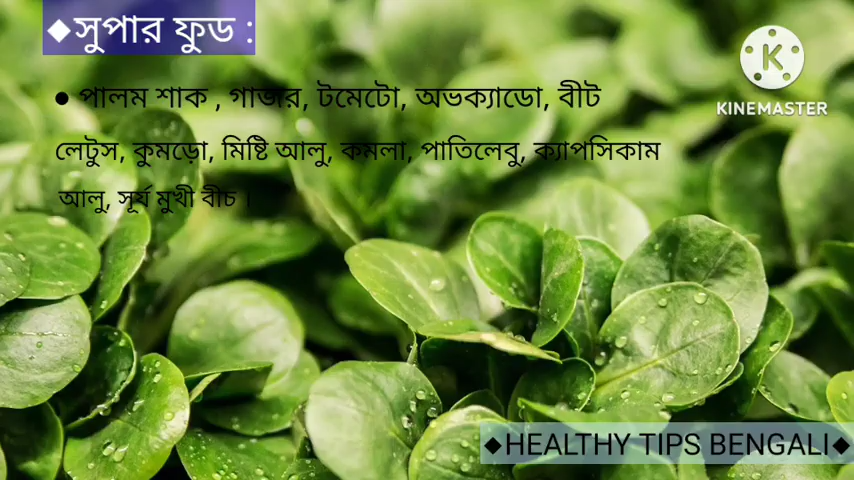 ◆সুপার ফুড :
● পালম শাক , গাজর, টমেটো, অভক্যাডো, বীট
লেটুস, কুমড়ো, মিষ্টি আলু, কমলা, পাতিলেবু, ক্যাপসিকাম
আলু, সূর্য মুখী বীচ ।
KINEMASTER
◆HEALTHY TIPS BENGALI◆